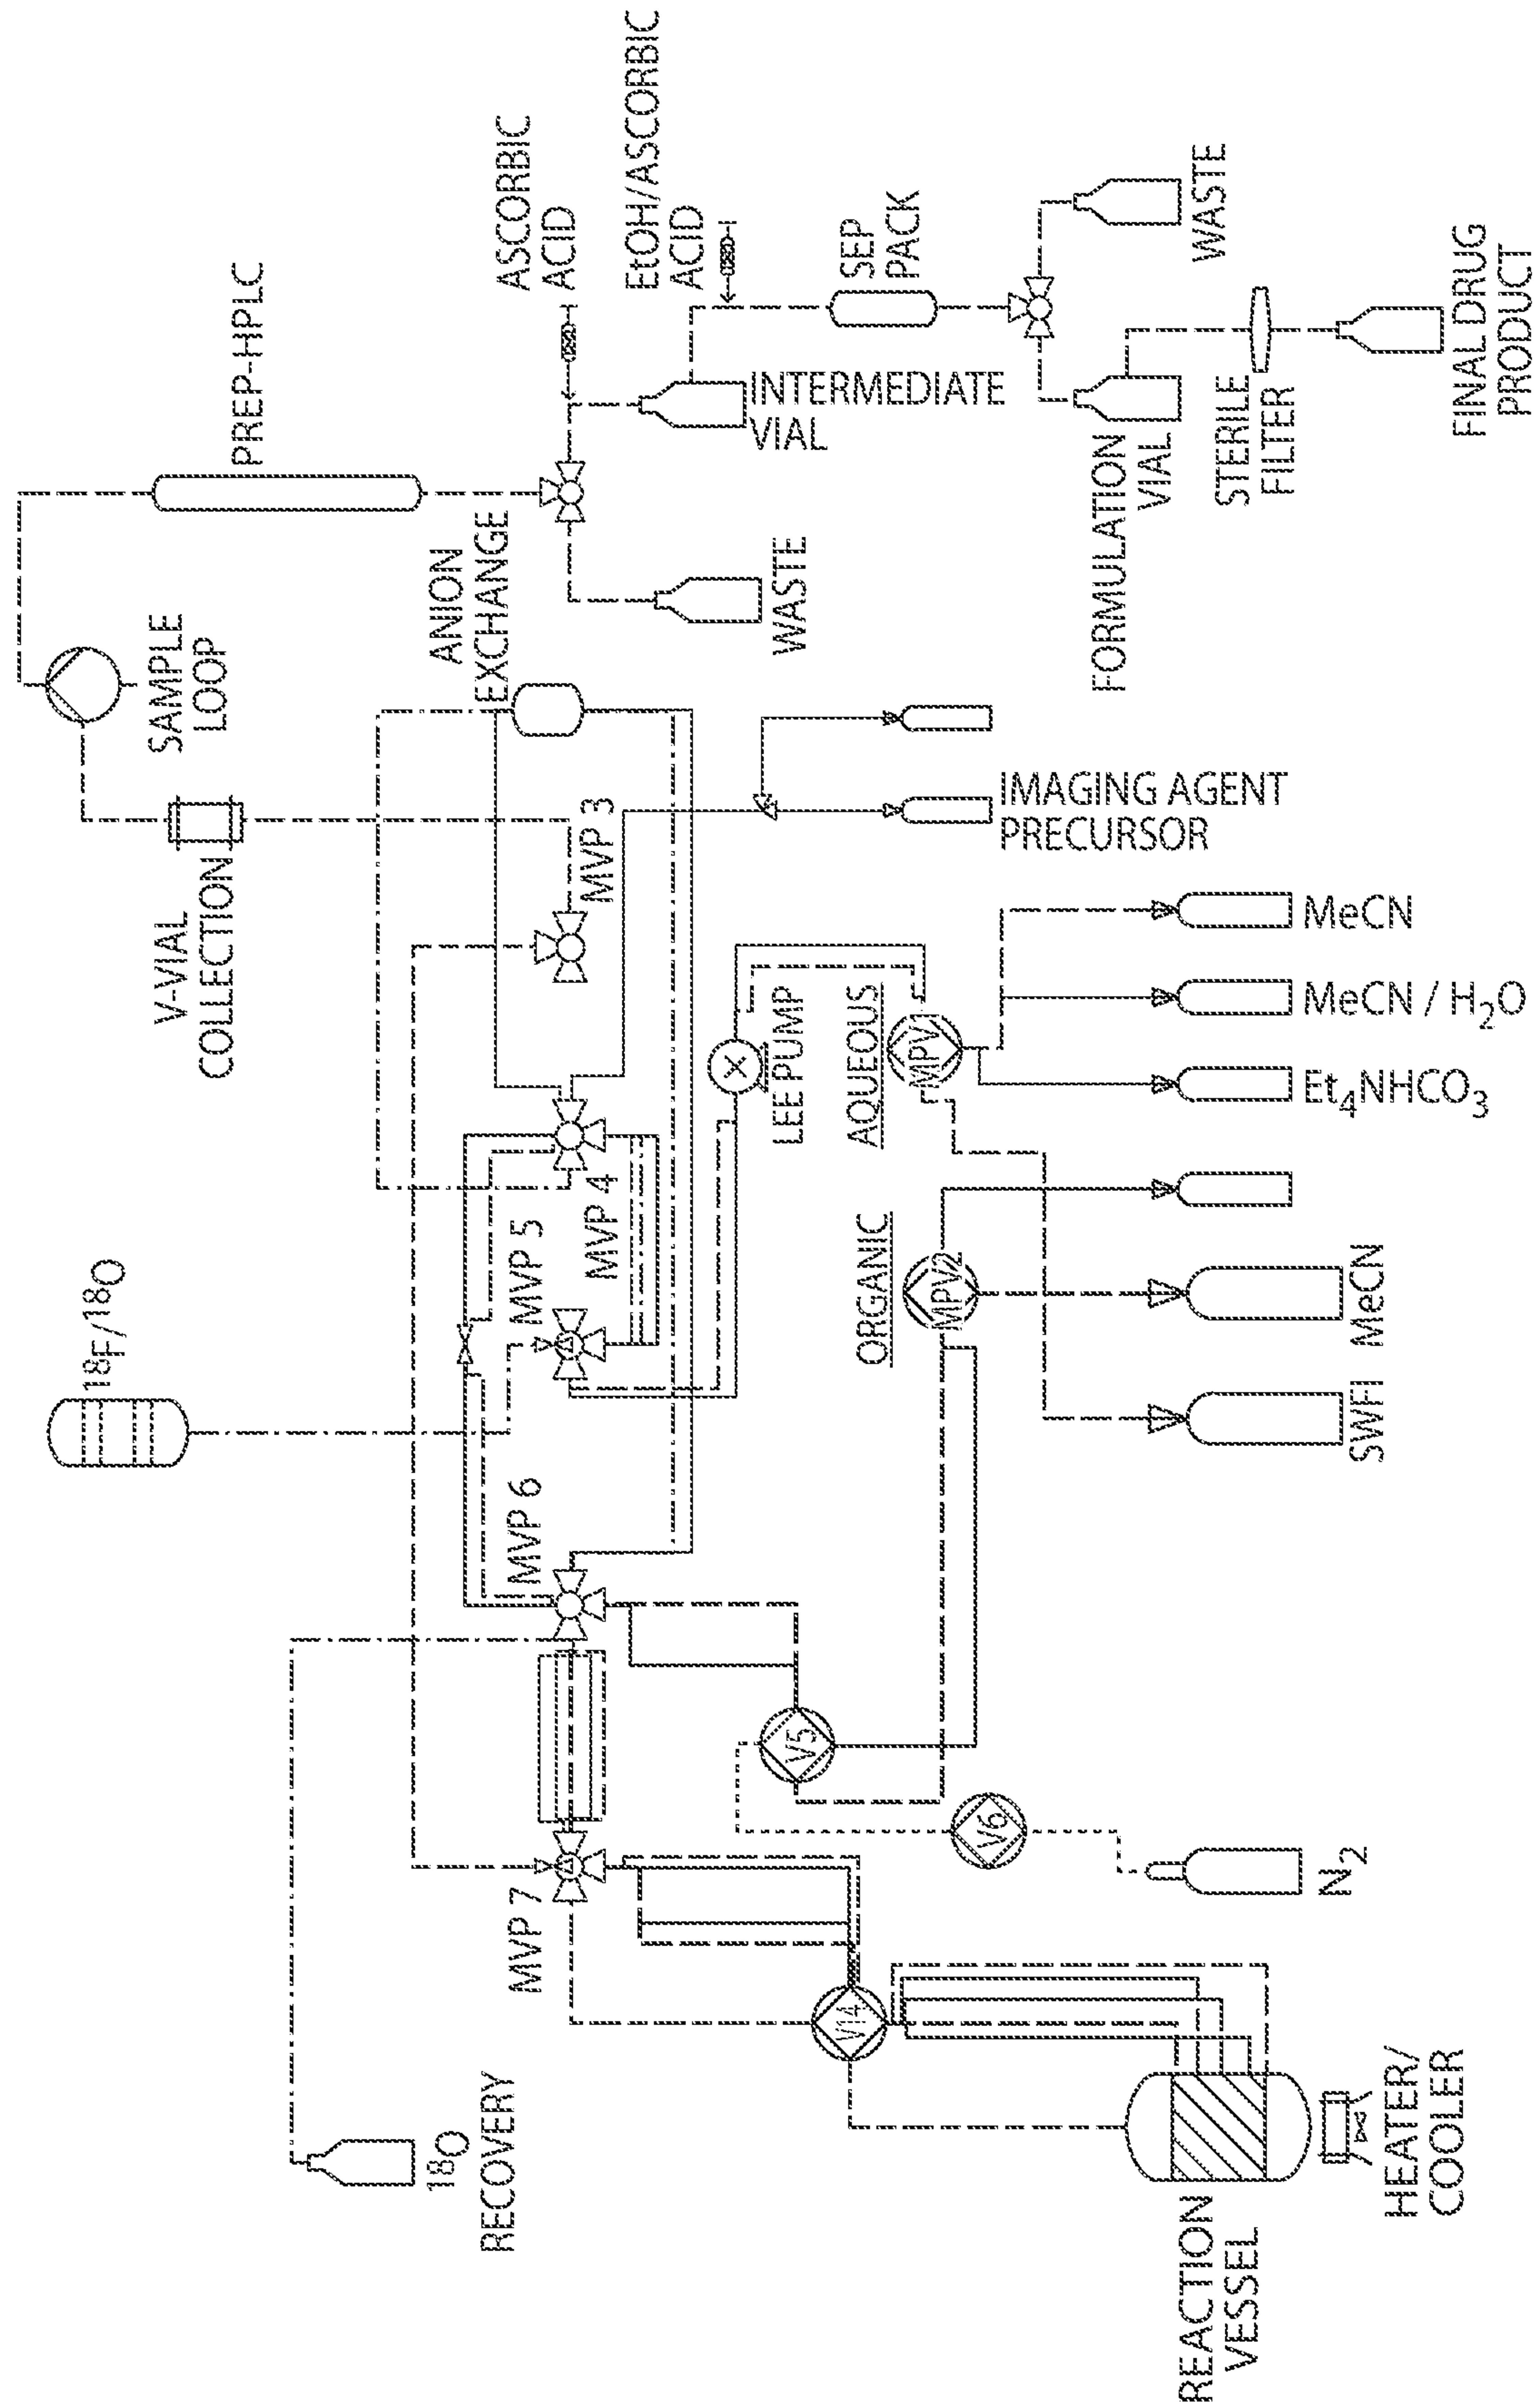 18F/18O
18O
RECOVERY
MVP 7
MVP 6
MVP 5
MVP 4
MVP 3
V-VIAL
COLLECTION
SAMPLE
LOOP
PREP-HPLC
ANION
EXCHANGE
ASCORBIC
ACID
EtOH/ASCORBIC
ACID
WASTE
INTERMEDIATE
VIAL
SEP
PACK
WASTE
FORMULATION
VIAL
STERILE
FILTER
FINAL DRUG
PRODUCT
LEE PUMP
AQUEOUS
MPV1
ORGANIC
MPV2
IMAGING AGENT
PRECURSOR
MeCN
MeCN / H2O
Et4NHCO3
MeCN
SWFI
V5
V6
N2
V14
REACTION
VESSEL
HEATER/
COOLER